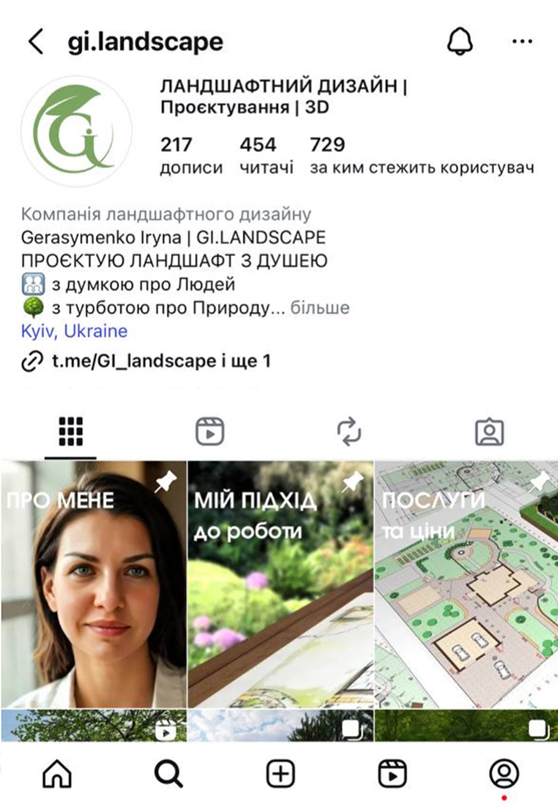 gi.landscape
ЛАНДШАФТНИЙ ДИЗАЙН |
Проєктування | 3D
Gi
217 454 729
дописи читачі за ким стежить користувач
Компанія ландшафтного дизайну
Gerasymenko Iryna | GI.LANDSCAPE
ПРОЄКТУЮ ЛАНДШАФТ З ДУШЕЮ
з думкою про Людей
з турботою про Природу... більше
Kyiv, Ukraine
t.me/GI_landscape і ще 1
ПРО МЕНЕ
МІЙ ПІДХІД
до роботи
ПОСЛУГИ
та ціни